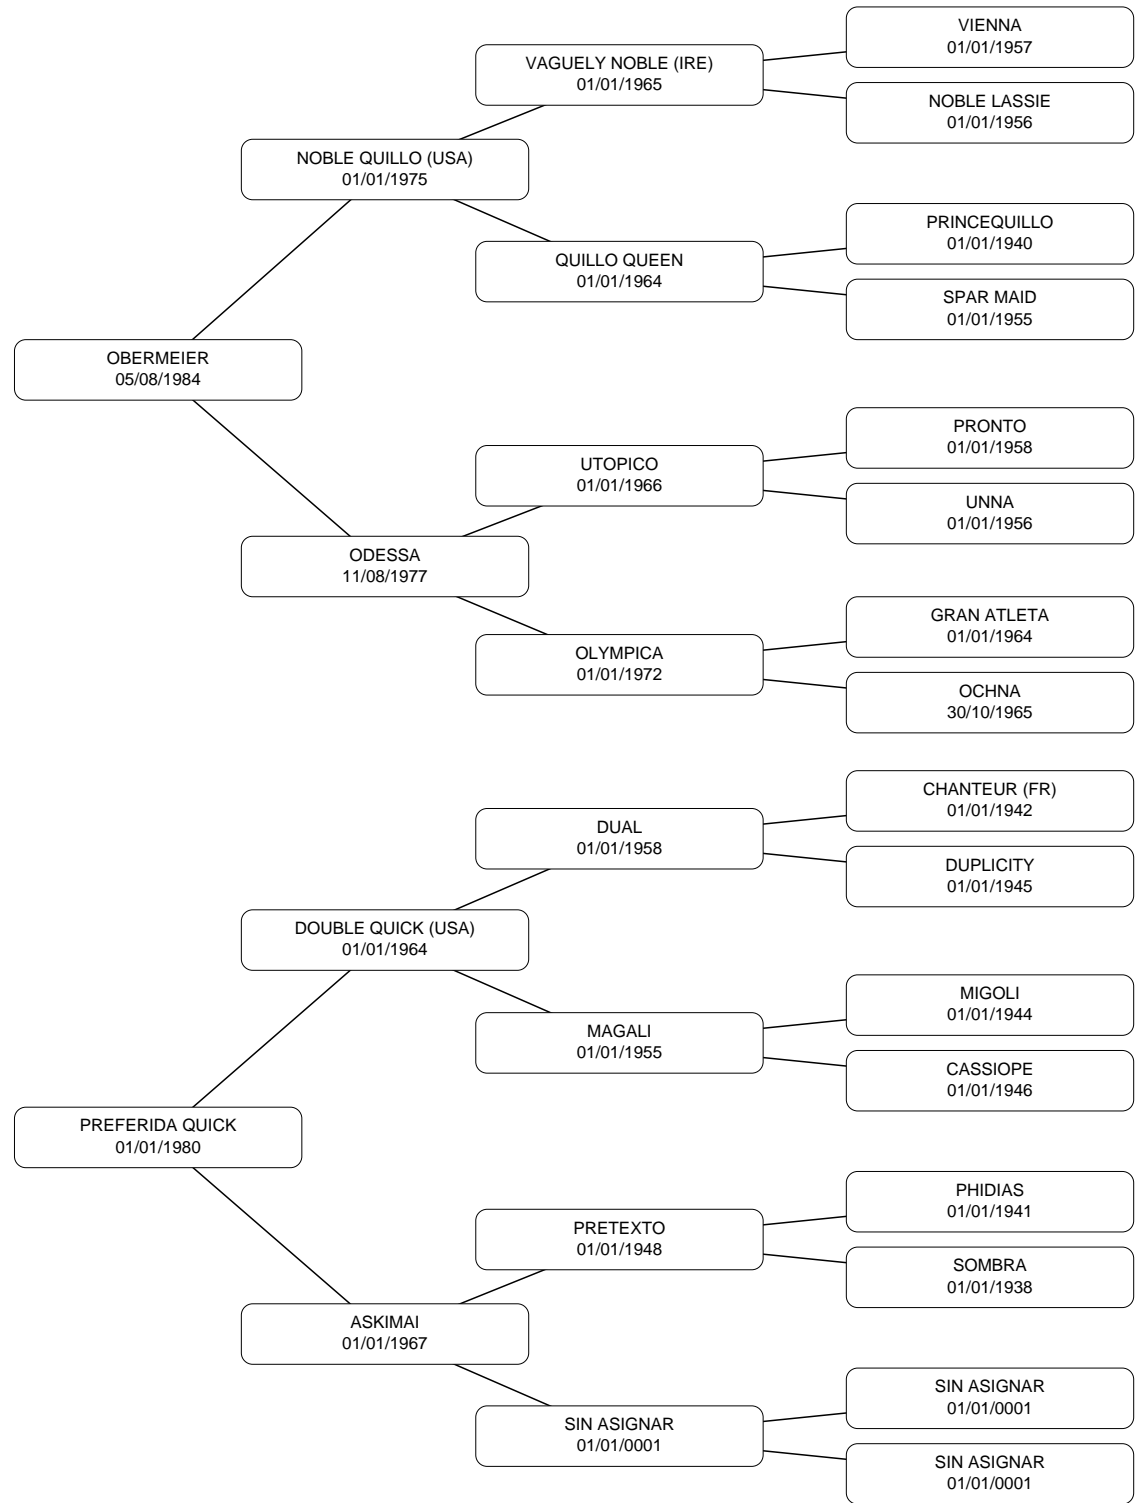 VIENNA
01/01/1957
VAGUELY NOBLE (IRE)
01/01/1965
NOBLE LASSIE
01/01/1956
NOBLE QUILLO (USA)
01/01/1975
PRINCEQUILLO
01/01/1940
QUILLO QUEEN
01/01/1964
SPAR MAID
01/01/1955
OBERMEIER
05/08/1984
PRONTO
01/01/1958
UTOPICO
01/01/1966
UNNA
01/01/1956
ODESSA
11/08/1977
GRAN ATLETA
01/01/1964
OLYMPICA
01/01/1972
OCHNA
30/10/1965
CHANTEUR (FR)
01/01/1942
DUAL
01/01/1958
DUPLICITY
01/01/1945
DOUBLE QUICK (USA)
01/01/1964
MIGOLI
01/01/1944
MAGALI
01/01/1955
CASSIOPE
01/01/1946
PREFERIDA QUICK
01/01/1980
PHIDIAS
01/01/1941
PRETEXTO
01/01/1948
SOMBRA
01/01/1938
ASKIMAI
01/01/1967
SIN ASIGNAR
01/01/0001
SIN ASIGNAR
01/01/0001
SIN ASIGNAR
01/01/0001